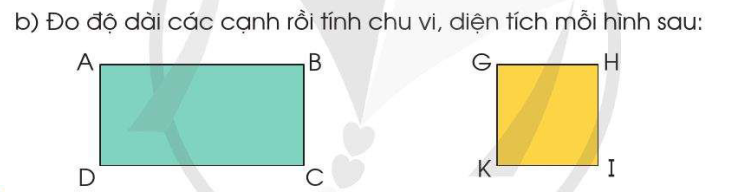 b) Đo độ dài các cạnh rồi tính chu vi, diện tích mỗi hình sau:
A B G H
D C K I